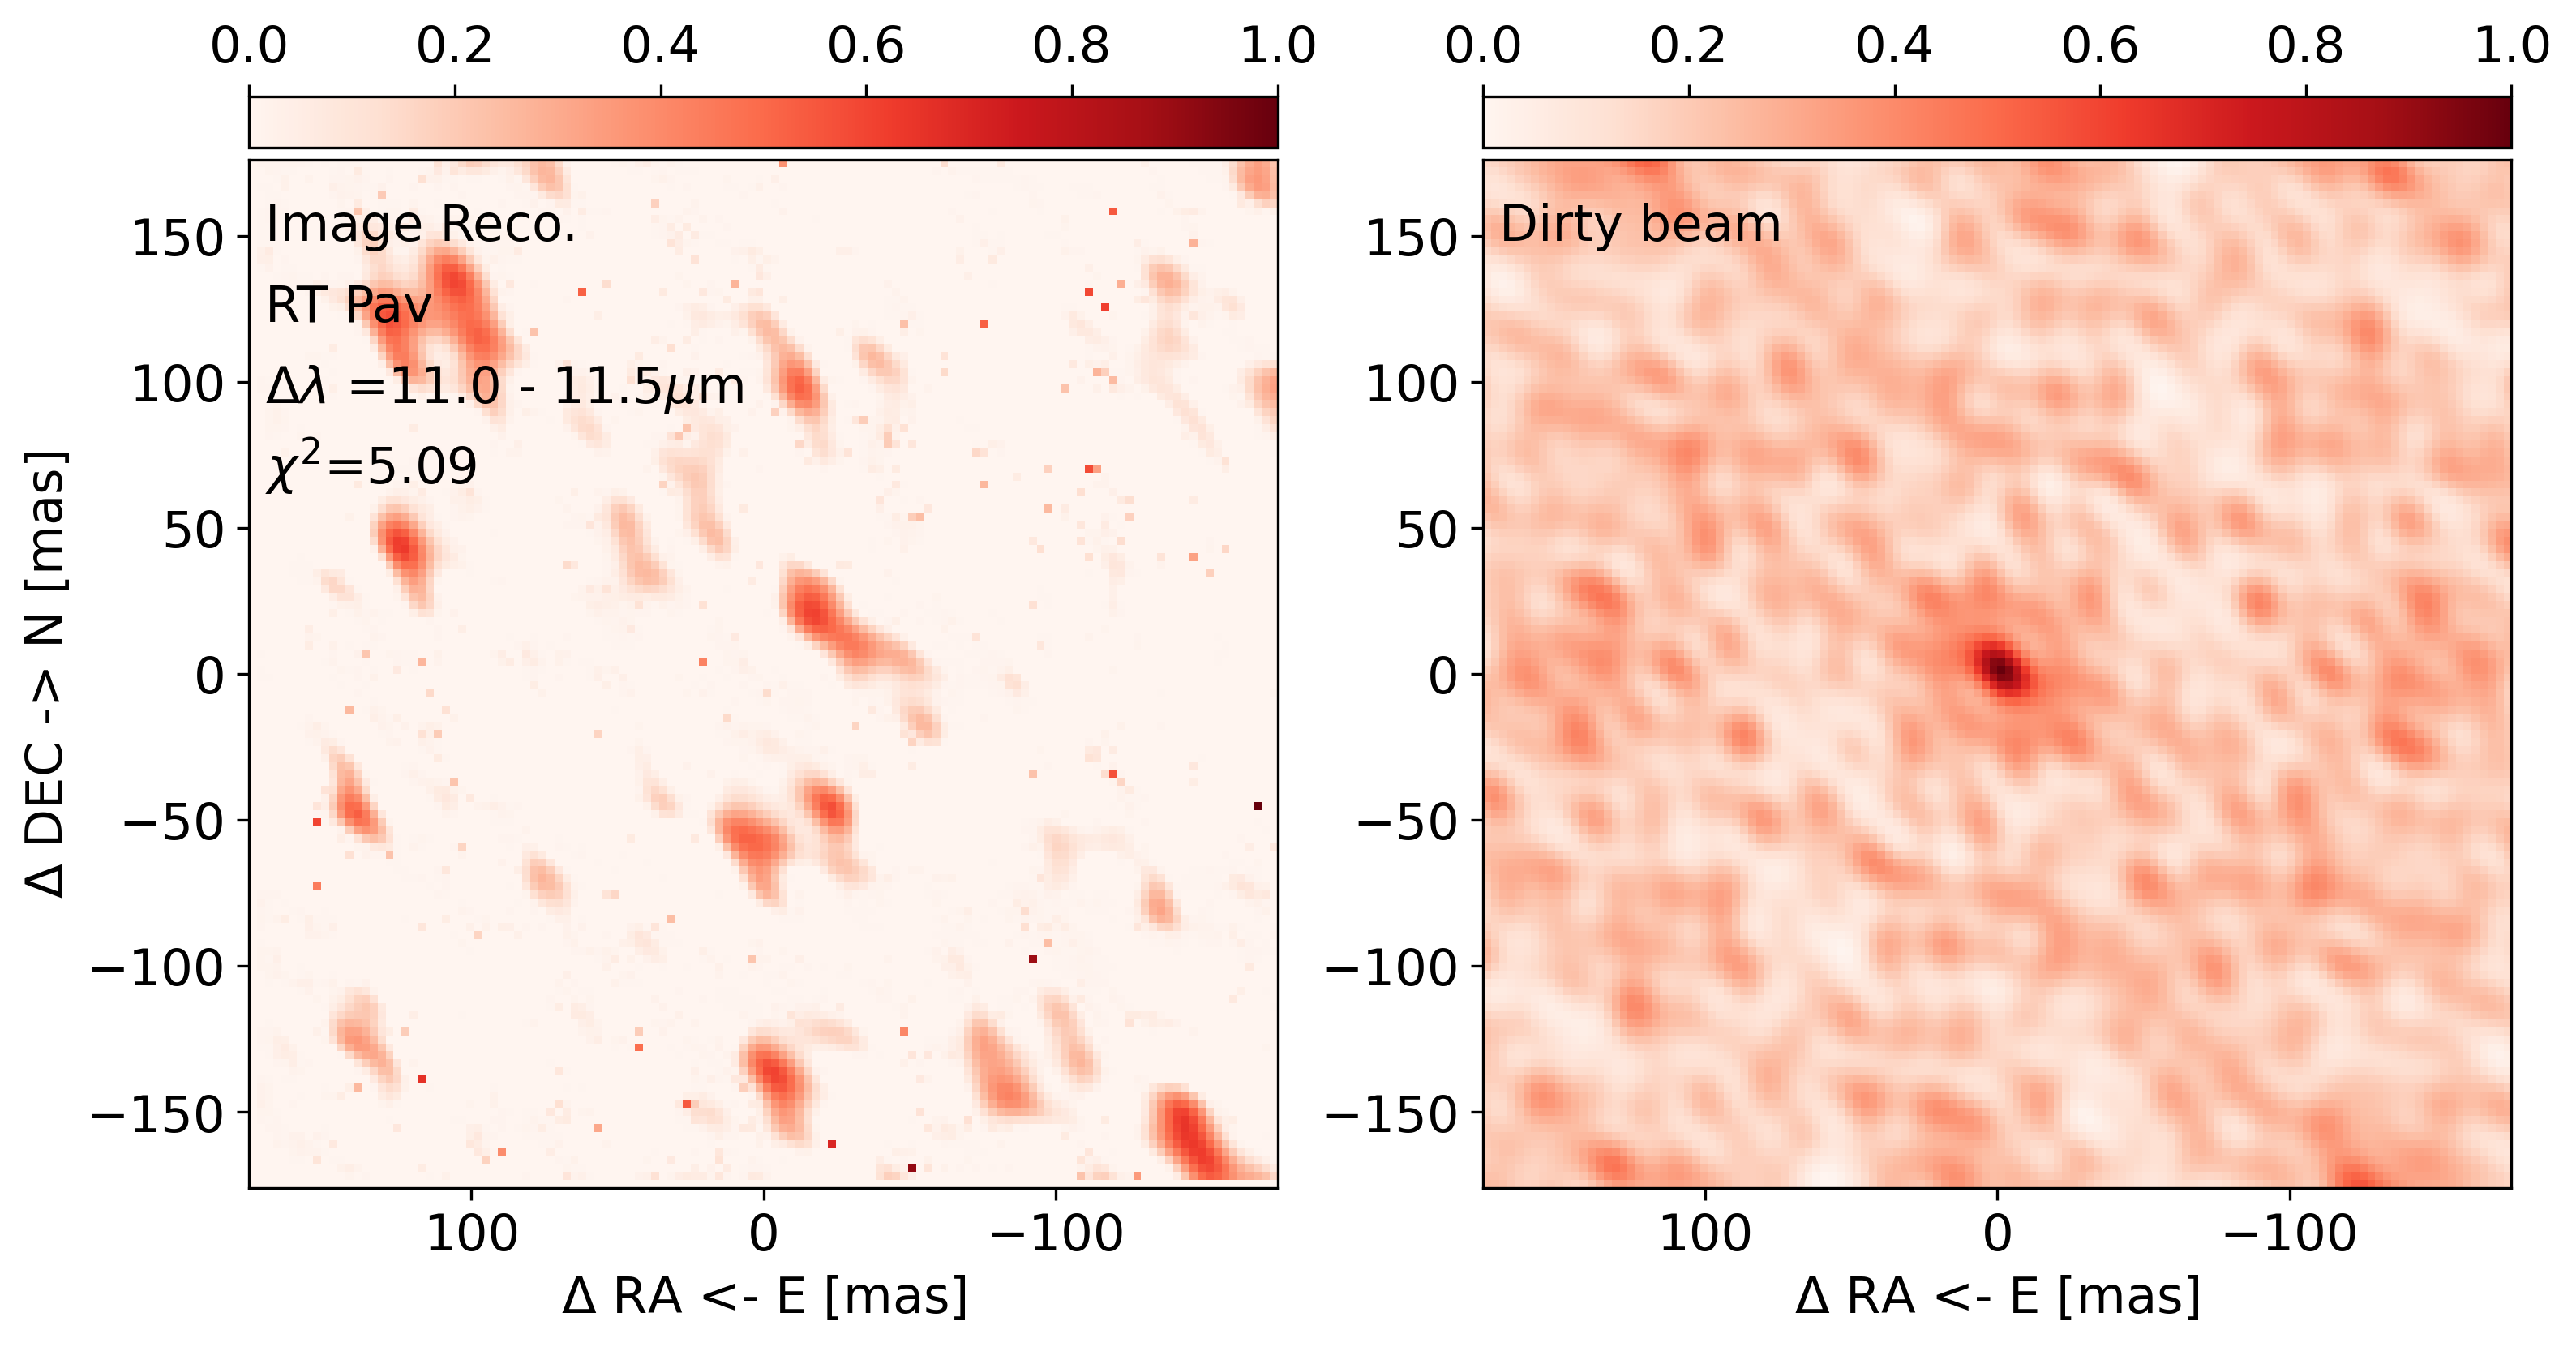 0.0 0.2 0.4 0.6 0.8 1.0
0.0 0.2 0.4 0.6 0.8 1.0
Image Reco.
RT Pav
Δλ =11.0 - 11.5μm
χ²=5.09
150
100
50
0
−50
−100
−150
Δ DEC -> N [mas]
100 0 −100
Δ RA <- E [mas]
Dirty beam
150
100
50
0
−50
−100
−150
100 0 −100
Δ RA <- E [mas]